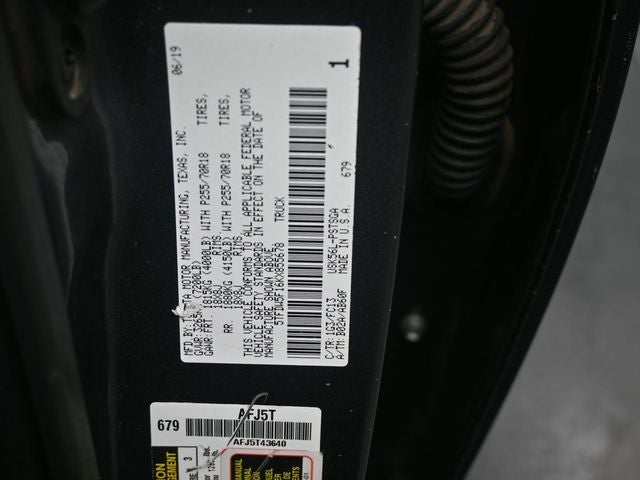 MFD.BY: TOYOTA MOTOR MANUFACTURING, TEXAS, INC. 06/19
GVWR: (7200LB)
GAWR: FRT. 1815KG (4000LB) WITH P255/70R18 TIRES,
18X8J RIMS
RR. 1880KG (4150LB) WITH P255/70R18 TIRES,
18X8J RIMS
THIS VEHICLE CONFORMS TO ALL APPLICABLE FEDERAL MOTOR
VEHICLE SAFETY STANDARDS IN EFFECT ON THE DATE OF
MANUFACTURE SHOWN ABOVE.
5TFDW5F16KX855678 TRUCK
1
C/TR: 1G3/FC13 USK56L-PSTSGA 679
A/TM: B02A/AB60F MADE IN U.S.A.
AFJ5T
679
AFJ5T43640
3